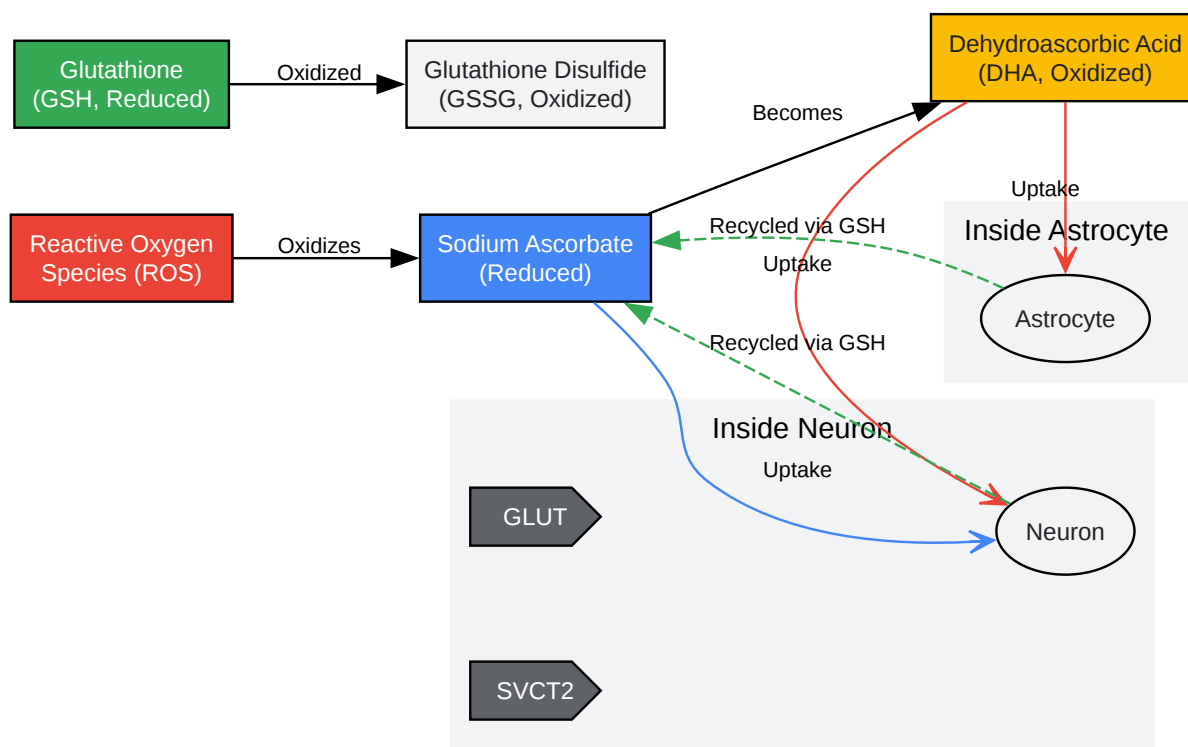 Glutathione
(GSH, Reduced)
Oxidized
Glutathione Disulfide
(GSSG, Oxidized)
Dehydroascorbic Acid
(DHA, Oxidized)
Becomes
Reactive Oxygen
Species (ROS)
Oxidizes
Sodium Ascorbate
(Reduced)
Recycled via GSH
Uptake
Uptake
Inside Astrocyte
Astrocyte
Recycled via GSH
Inside Neuron
Uptake
GLUT
Neuron
SVCT2